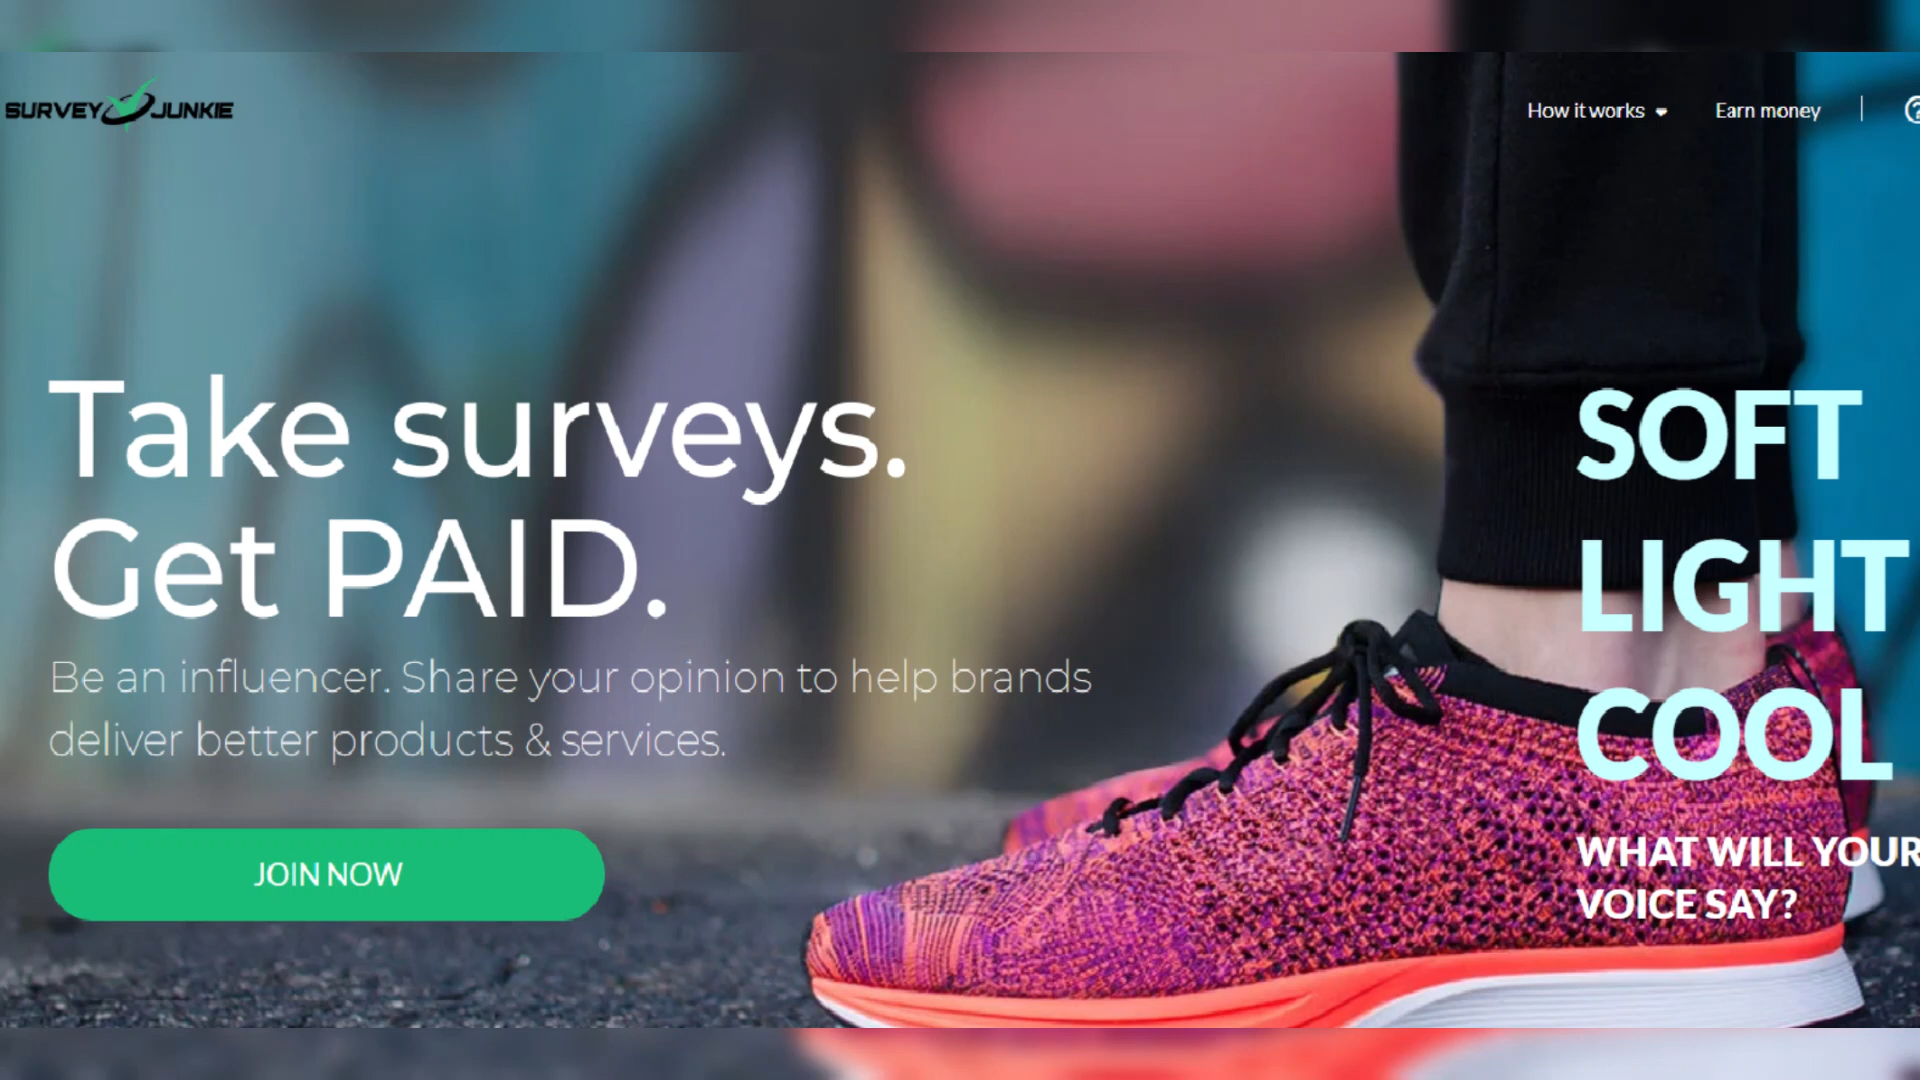 SURVEY JUNKIE
How it works
Earn money
Take surveys.
Get PAID.
Be an influencer. Share your opinion to help brands
deliver better products & services.
JOIN NOW
SOFT
LIGHT
COOL
WHAT WILL YOUR
VOICE SAY?